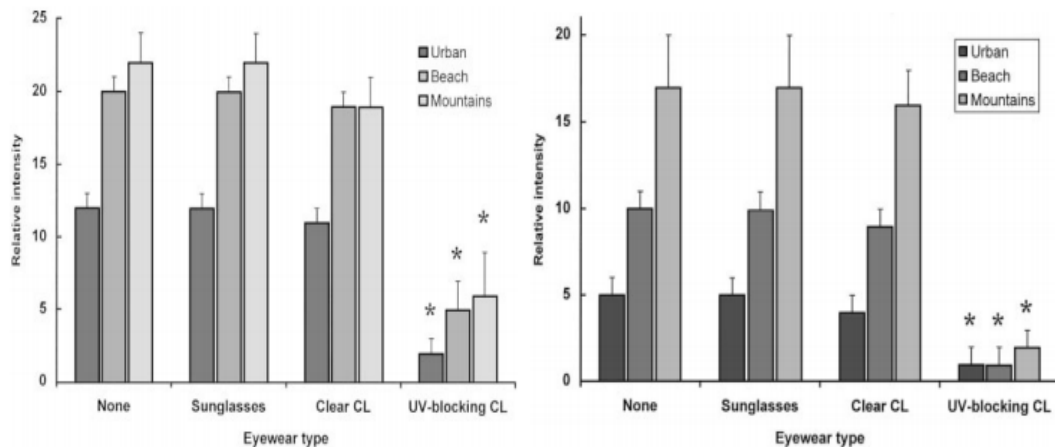 25
20
15
10
5
0
Relative intensity
Urban
Beach
Mountains
*
*
*
None Sunglasses Clear CL UV-blocking CL
Eyewear type
20
15
10
5
0
Relative intensity
Urban
Beach
Mountains
* * *
None Sunglasses Clear CL UV-blocking CL
Eyewear type